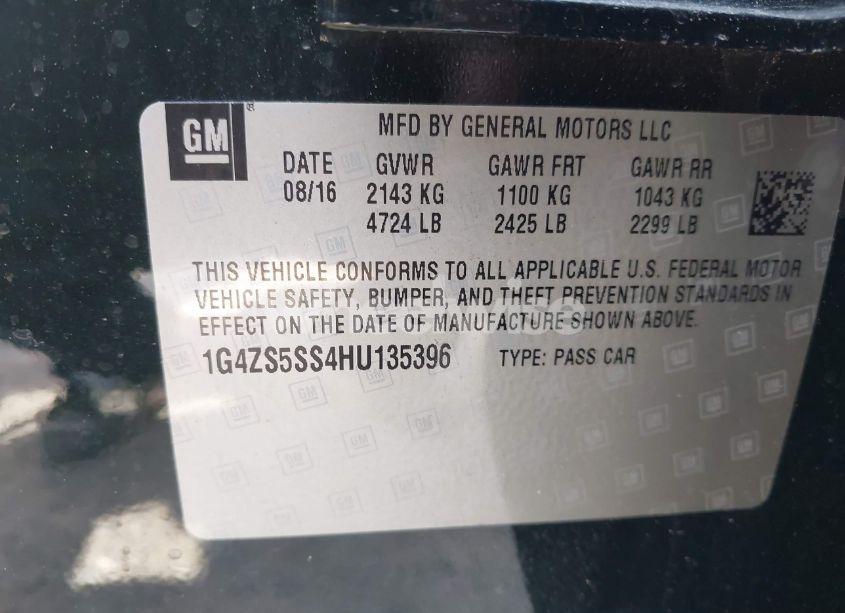 GM
MFD BY GENERAL MOTORS LLC
DATE GVWR GAWR FRT GAWR RR
08/16 2143 KG 1100 KG 1043 KG
4724 LB 2425 LB 2299 LB
THIS VEHICLE CONFORMS TO ALL APPLICABLE U.S. FEDERAL MOTOR
VEHICLE SAFETY, BUMPER, AND THEFT PREVENTION STANDARDS IN
EFFECT ON THE DATE OF MANUFACTURE SHOWN ABOVE.
1G4ZS5SS4HU135396 TYPE: PASS CAR